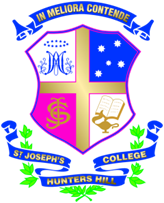 IN MELIORA CONTENDE
ST JOSEPH'S COLLEGE
HUNTERS HILL